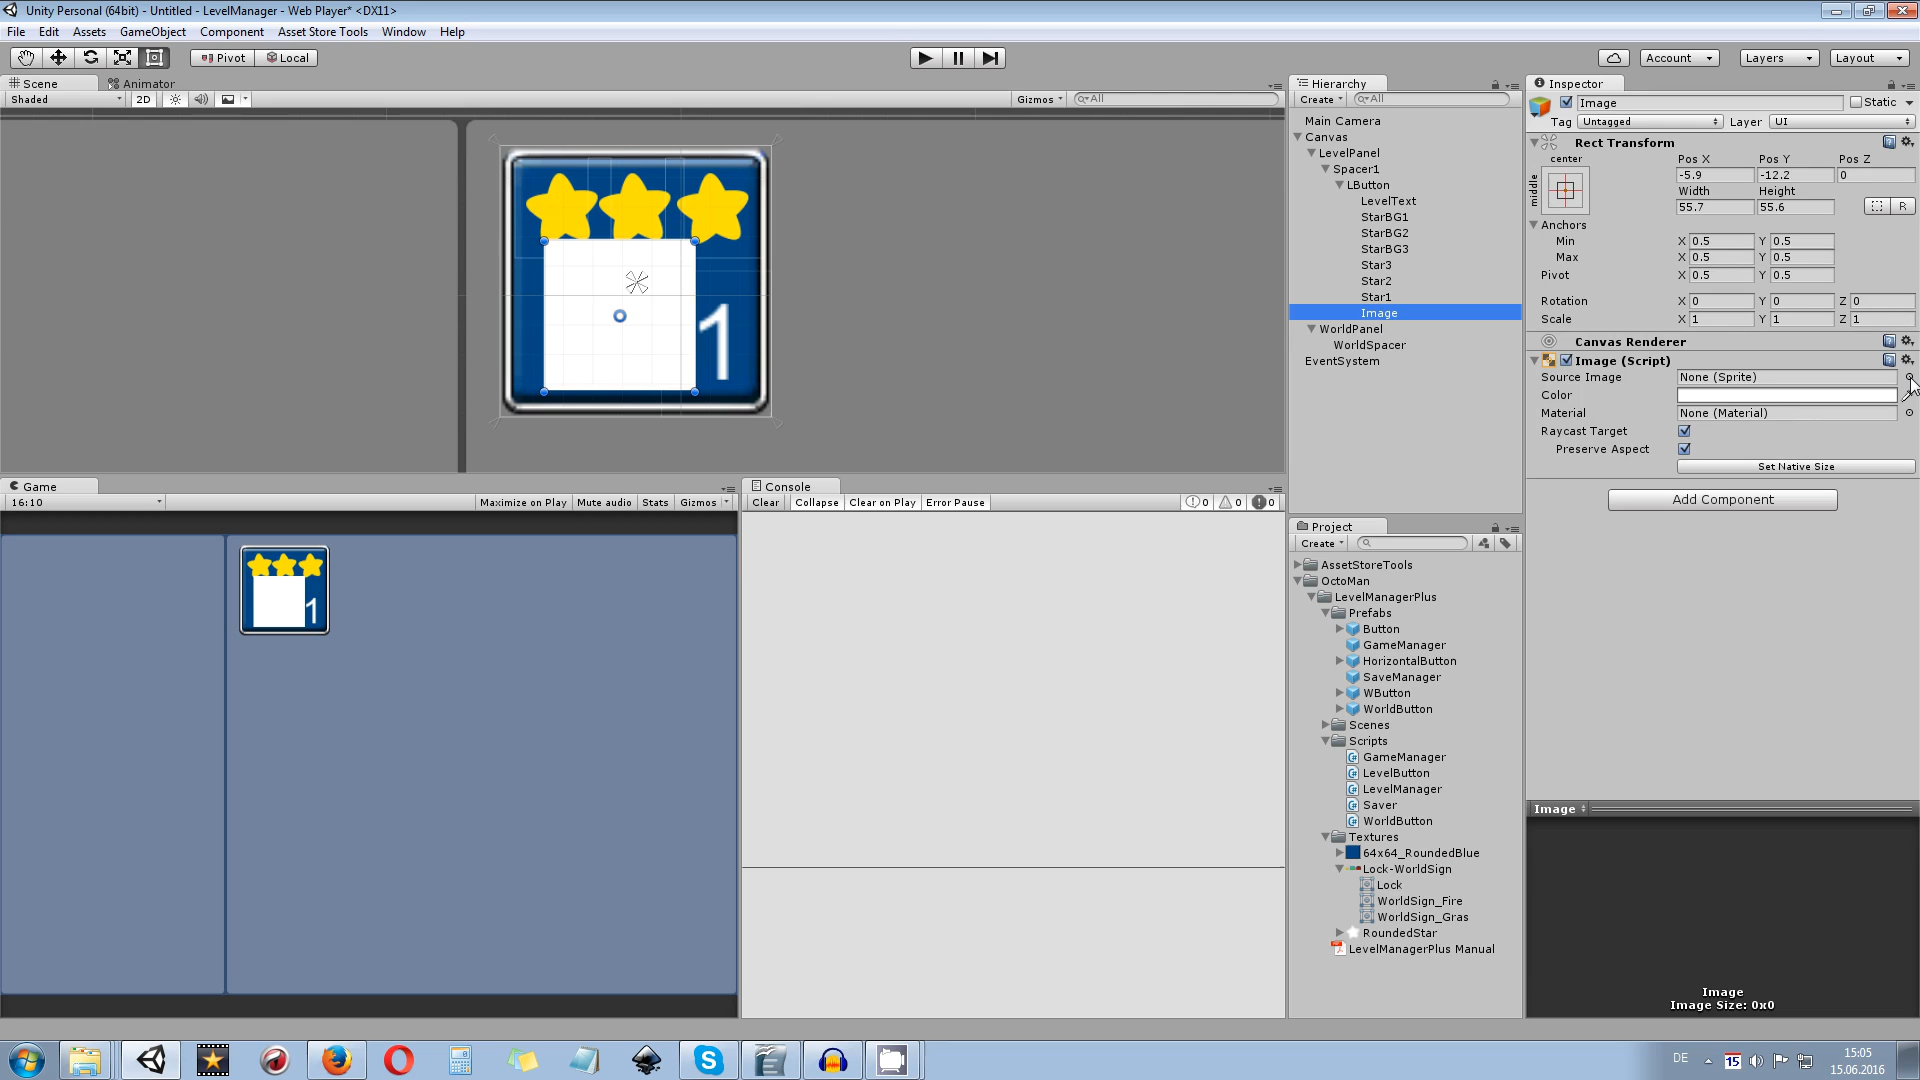 Unity Personal (64bit) - Untitled - LevelManager - Web Player* <DX11>
File Edit Assets GameObject Component Asset Store Tools Window Help
Pivot Local Account Layers Layout
Scene Animator
Shaded 2D Gizmos All
1
Game
16:10 Maximize on Play Mute audio Stats Gizmos
1
Console
Clear Collapse Clear on Play Error Pause 0 0 0
Hierarchy
Create All
Main Camera
Canvas
LevelPanel
Spacer1
LButton
LevelText
StarBG1
StarBG2
StarBG3
Star3
Star2
Star1
Image
WorldPanel
WorldSpacer
EventSystem
Project
Create
AssetStoreTools
OctoMan
LevelManagerPlus
Prefabs
Button
GameManager
HorizontalButton
SaveManager
WButton
WorldButton
Scenes
Scripts
GameManager
LevelButton
LevelManager
Saver
WorldButton
Textures
64x64_RoundedBlue
Lock-WorldSign
Lock
WorldSign_Fire
WorldSign_Gras
RoundedStar
LevelManagerPlus Manual
Inspector
Image Static
Tag Untagged Layer UI
Rect Transform
center Pos X Pos Y Pos Z
middle -5.9 -12.2 0
Width Height
55.7 55.6 R
Anchors
Min X 0.5 Y 0.5
Max X 0.5 Y 0.5
Pivot X 0.5 Y 0.5
Rotation X 0 Y 0 Z 0
Scale X 1 Y 1 Z 1
Canvas Renderer
Image (Script)
Source Image None (Sprite)
Color
Material None (Material)
Raycast Target
Preserve Aspect
Set Native Size
Add Component
Image
Image
Image Size: 0x0
DE 15 15:05
15.06.2016